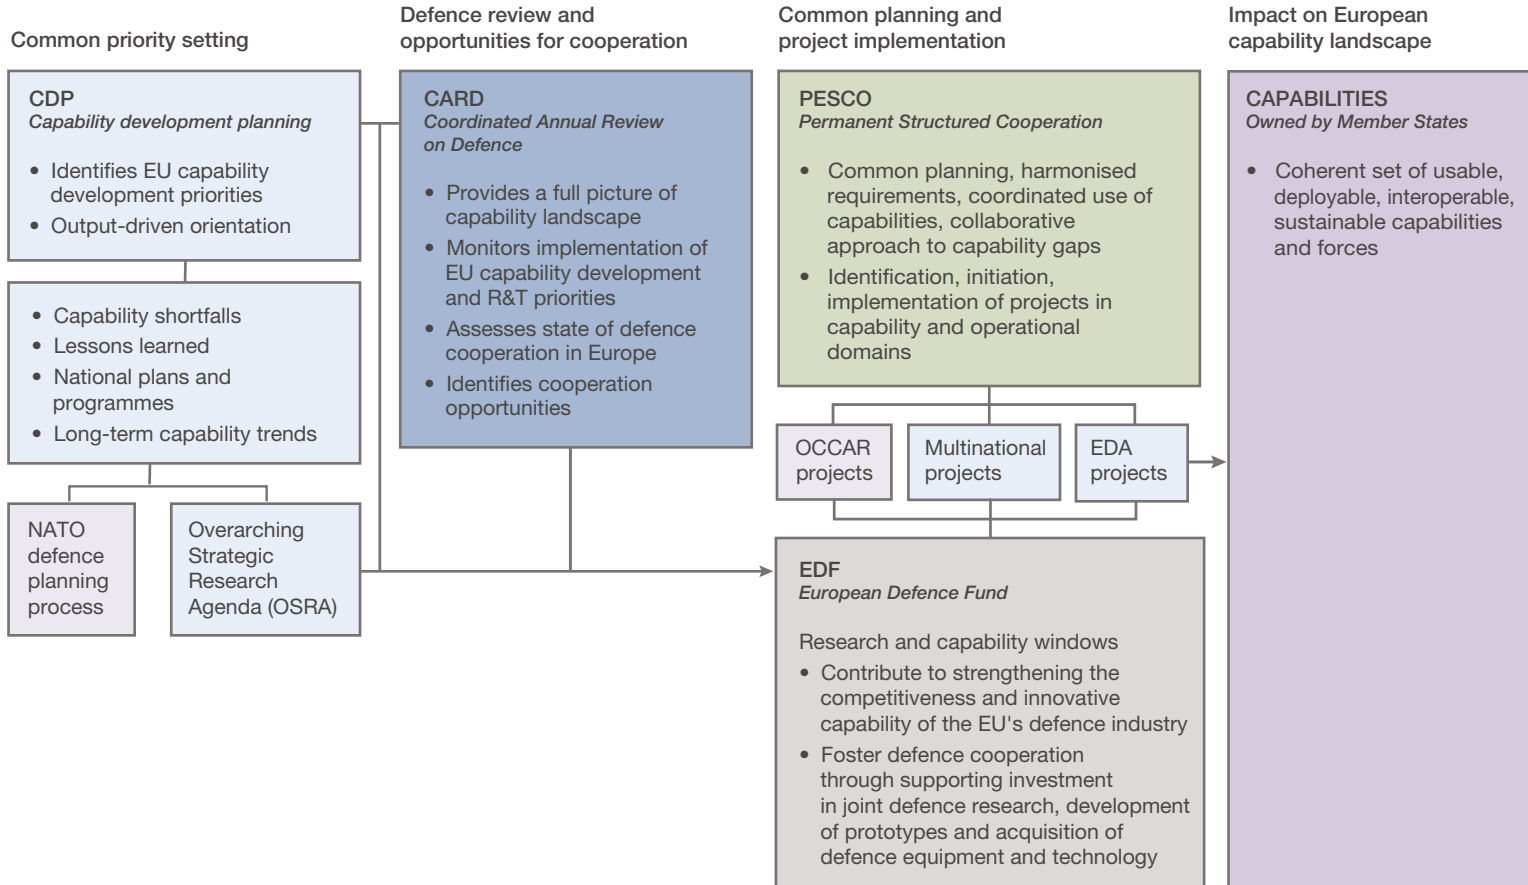 Common priority setting
Defence review and
opportunities for cooperation
Common planning and
project implementation
Impact on European
capability landscape
CDP
Capability development planning
• Identifies EU capability
development priorities
• Output-driven orientation
• Capability shortfalls
• Lessons learned
• National plans and
programmes
• Long-term capability trends
NATO
defence
planning
process
Overarching
Strategic
Research
Agenda (OSRA)
CARD
Coordinated Annual Review
on Defence
• Provides a full picture of
capability landscape
• Monitors implementation of
EU capability development
and R&T priorities
• Assesses state of defence
cooperation in Europe
• Identifies cooperation
opportunities
PESCO
Permanent Structured Cooperation
• Common planning, harmonised
requirements, coordinated use of
capabilities, collaborative
approach to capability gaps
• Identification, initiation,
implementation of projects in
capability and operational
domains
OCCAR
projects
Multinational
projects
EDA
projects
EDF
European Defence Fund
Research and capability windows
• Contribute to strengthening the
competitiveness and innovative
capability of the EU's defence industry
• Foster defence cooperation
through supporting investment
in joint defence research, development
of prototypes and acquisition of
defence equipment and technology
CAPABILITIES
Owned by Member States
• Coherent set of usable,
deployable, interoperable,
sustainable capabilities
and forces